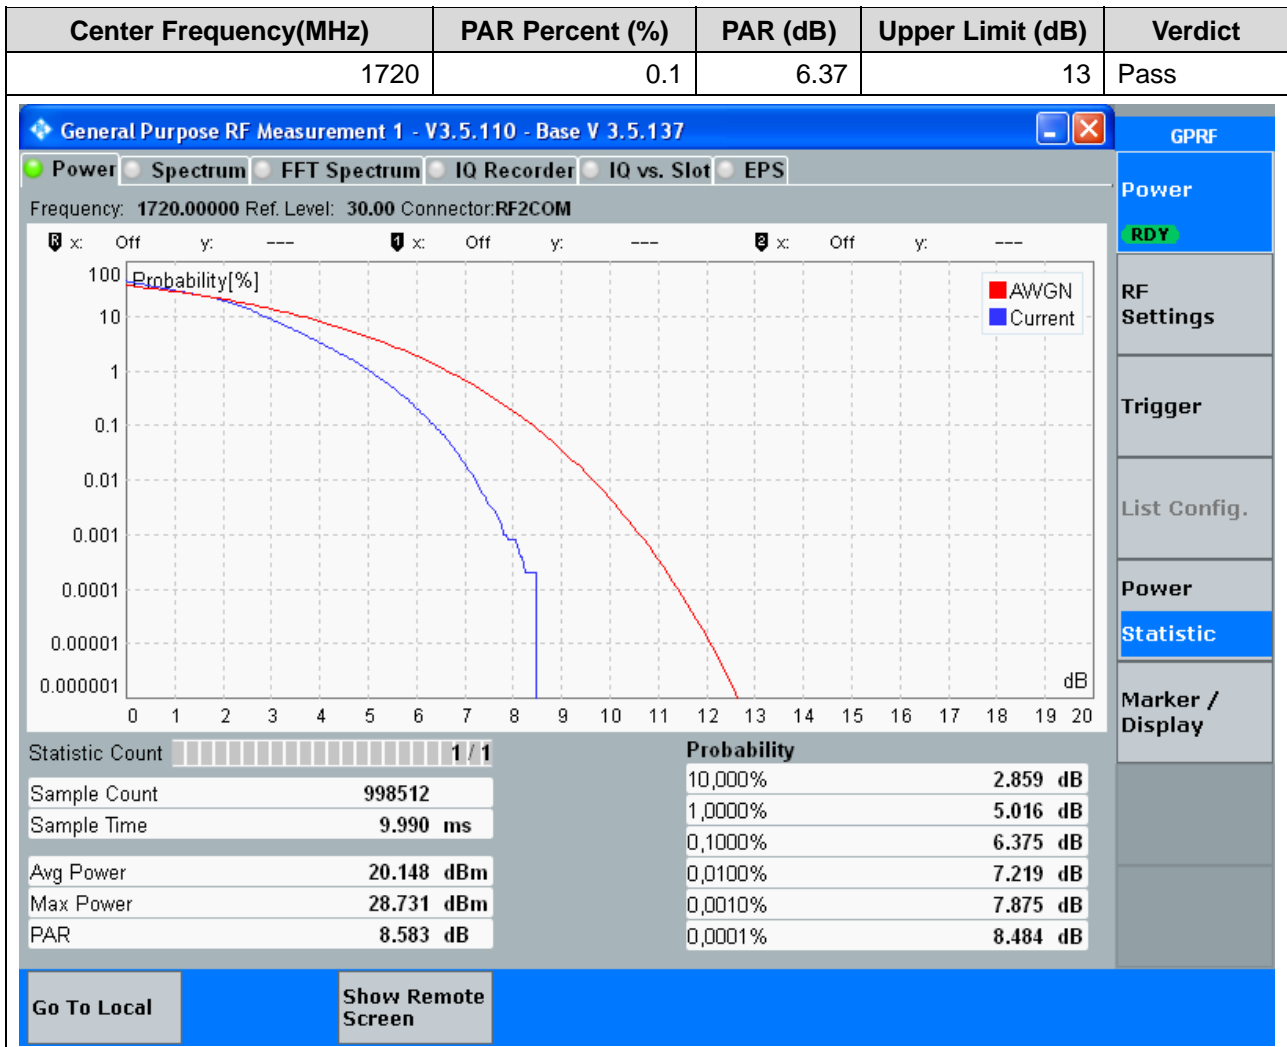 Center Frequency(MHz) PAR Percent (%) PAR (dB) Upper Limit (dB) Verdict
1720 0.1 6.37 13 Pass
General Purpose RF Measurement 1 - V3.5.110 - Base V 3.5.137
GPRF
Power Spectrum FFT Spectrum IQ Recorder IQ vs. Slot EPS
Frequency: 1720.00000 Ref. Level: 30.00 Connector:RF2COM
R x: Off y: --- 1 x: Off y: --- 2 x: Off y: ---
Probability[%]
100
10
1
0.1
0.01
0.001
0.0001
0.00001
0.000001
AWGN
Current
dB
0 1 2 3 4 5 6 7 8 9 10 11 12 13 14 15 16 17 18 19 20
Statistic Count 1 / 1
Sample Count 998512
Sample Time 9.990 ms
Avg Power 20.148 dBm
Max Power 28.731 dBm
PAR 8.583 dB
Probability
10,000% 2.859 dB
1,0000% 5.016 dB
0,1000% 6.375 dB
0,0100% 7.219 dB
0,0010% 7.875 dB
0,0001% 8.484 dB
Power
RDY
RF
Settings
Trigger
List Config.
Power
Statistic
Marker /
Display
Go To Local
Show Remote
Screen